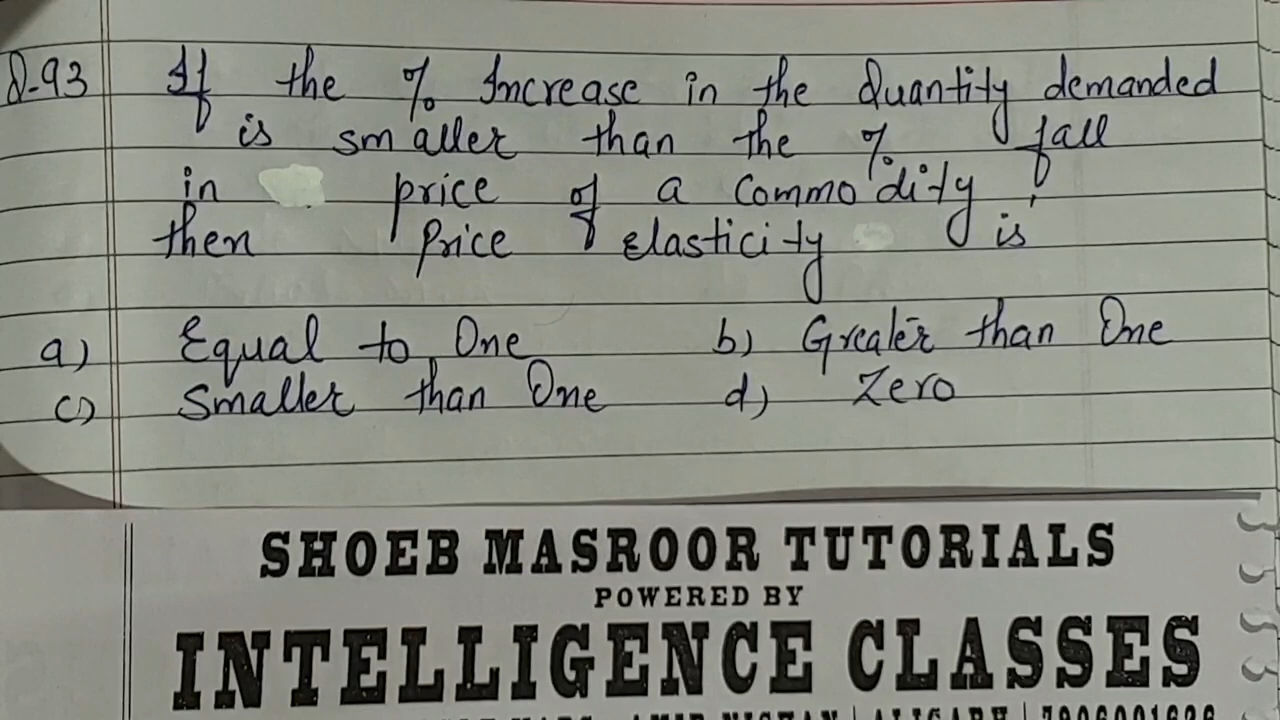 Q-93 If the % Increase in the Quantity demanded
is smaller than the % fall
in price of a Commodity,
then Price elasticity is
a) Equal to One b) Greater than One
c) Smaller than One d) Zero
SHOEB MASROOR TUTORIALS
POWERED BY
INTELLIGENCE CLASSES